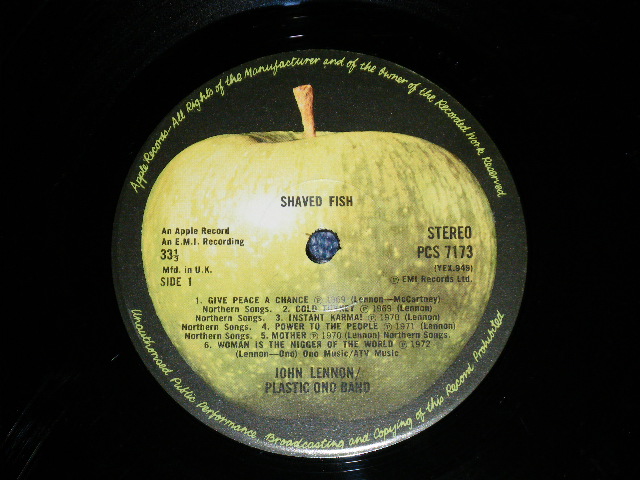 Apple Records-All Rights of the Manufacturer and of the Owner of the Recorded Work Reserved
SHAVED FISH
An Apple Record
An E.M.I. Recording
33⅓
Mfd. in U.K.
SIDE 1
STEREO
PCS 7173
(YEX.949)
Ⓟ EMI Records Ltd.
1. GIVE PEACE A CHANCE Ⓟ 1969 (Lennon—McCartney)
Northern Songs. 2. COLD TURKEY Ⓟ 1969 (Lennon)
Northern Songs. 3. INSTANT KARMA! Ⓟ 1970 (Lennon)
Northern Songs. 4. POWER TO THE PEOPLE Ⓟ 1971 (Lennon)
Northern Songs. 5. MOTHER Ⓟ 1970 (Lennon) Northern Songs.
6. WOMAN IS THE NIGGER OF THE WORLD Ⓟ 1972
(Lennon—Ono) Ono Music/ATV Music
JOHN LENNON/
PLASTIC ONO BAND
Unauthorised Public Performance, Broadcasting and Copying of this Record Prohibited